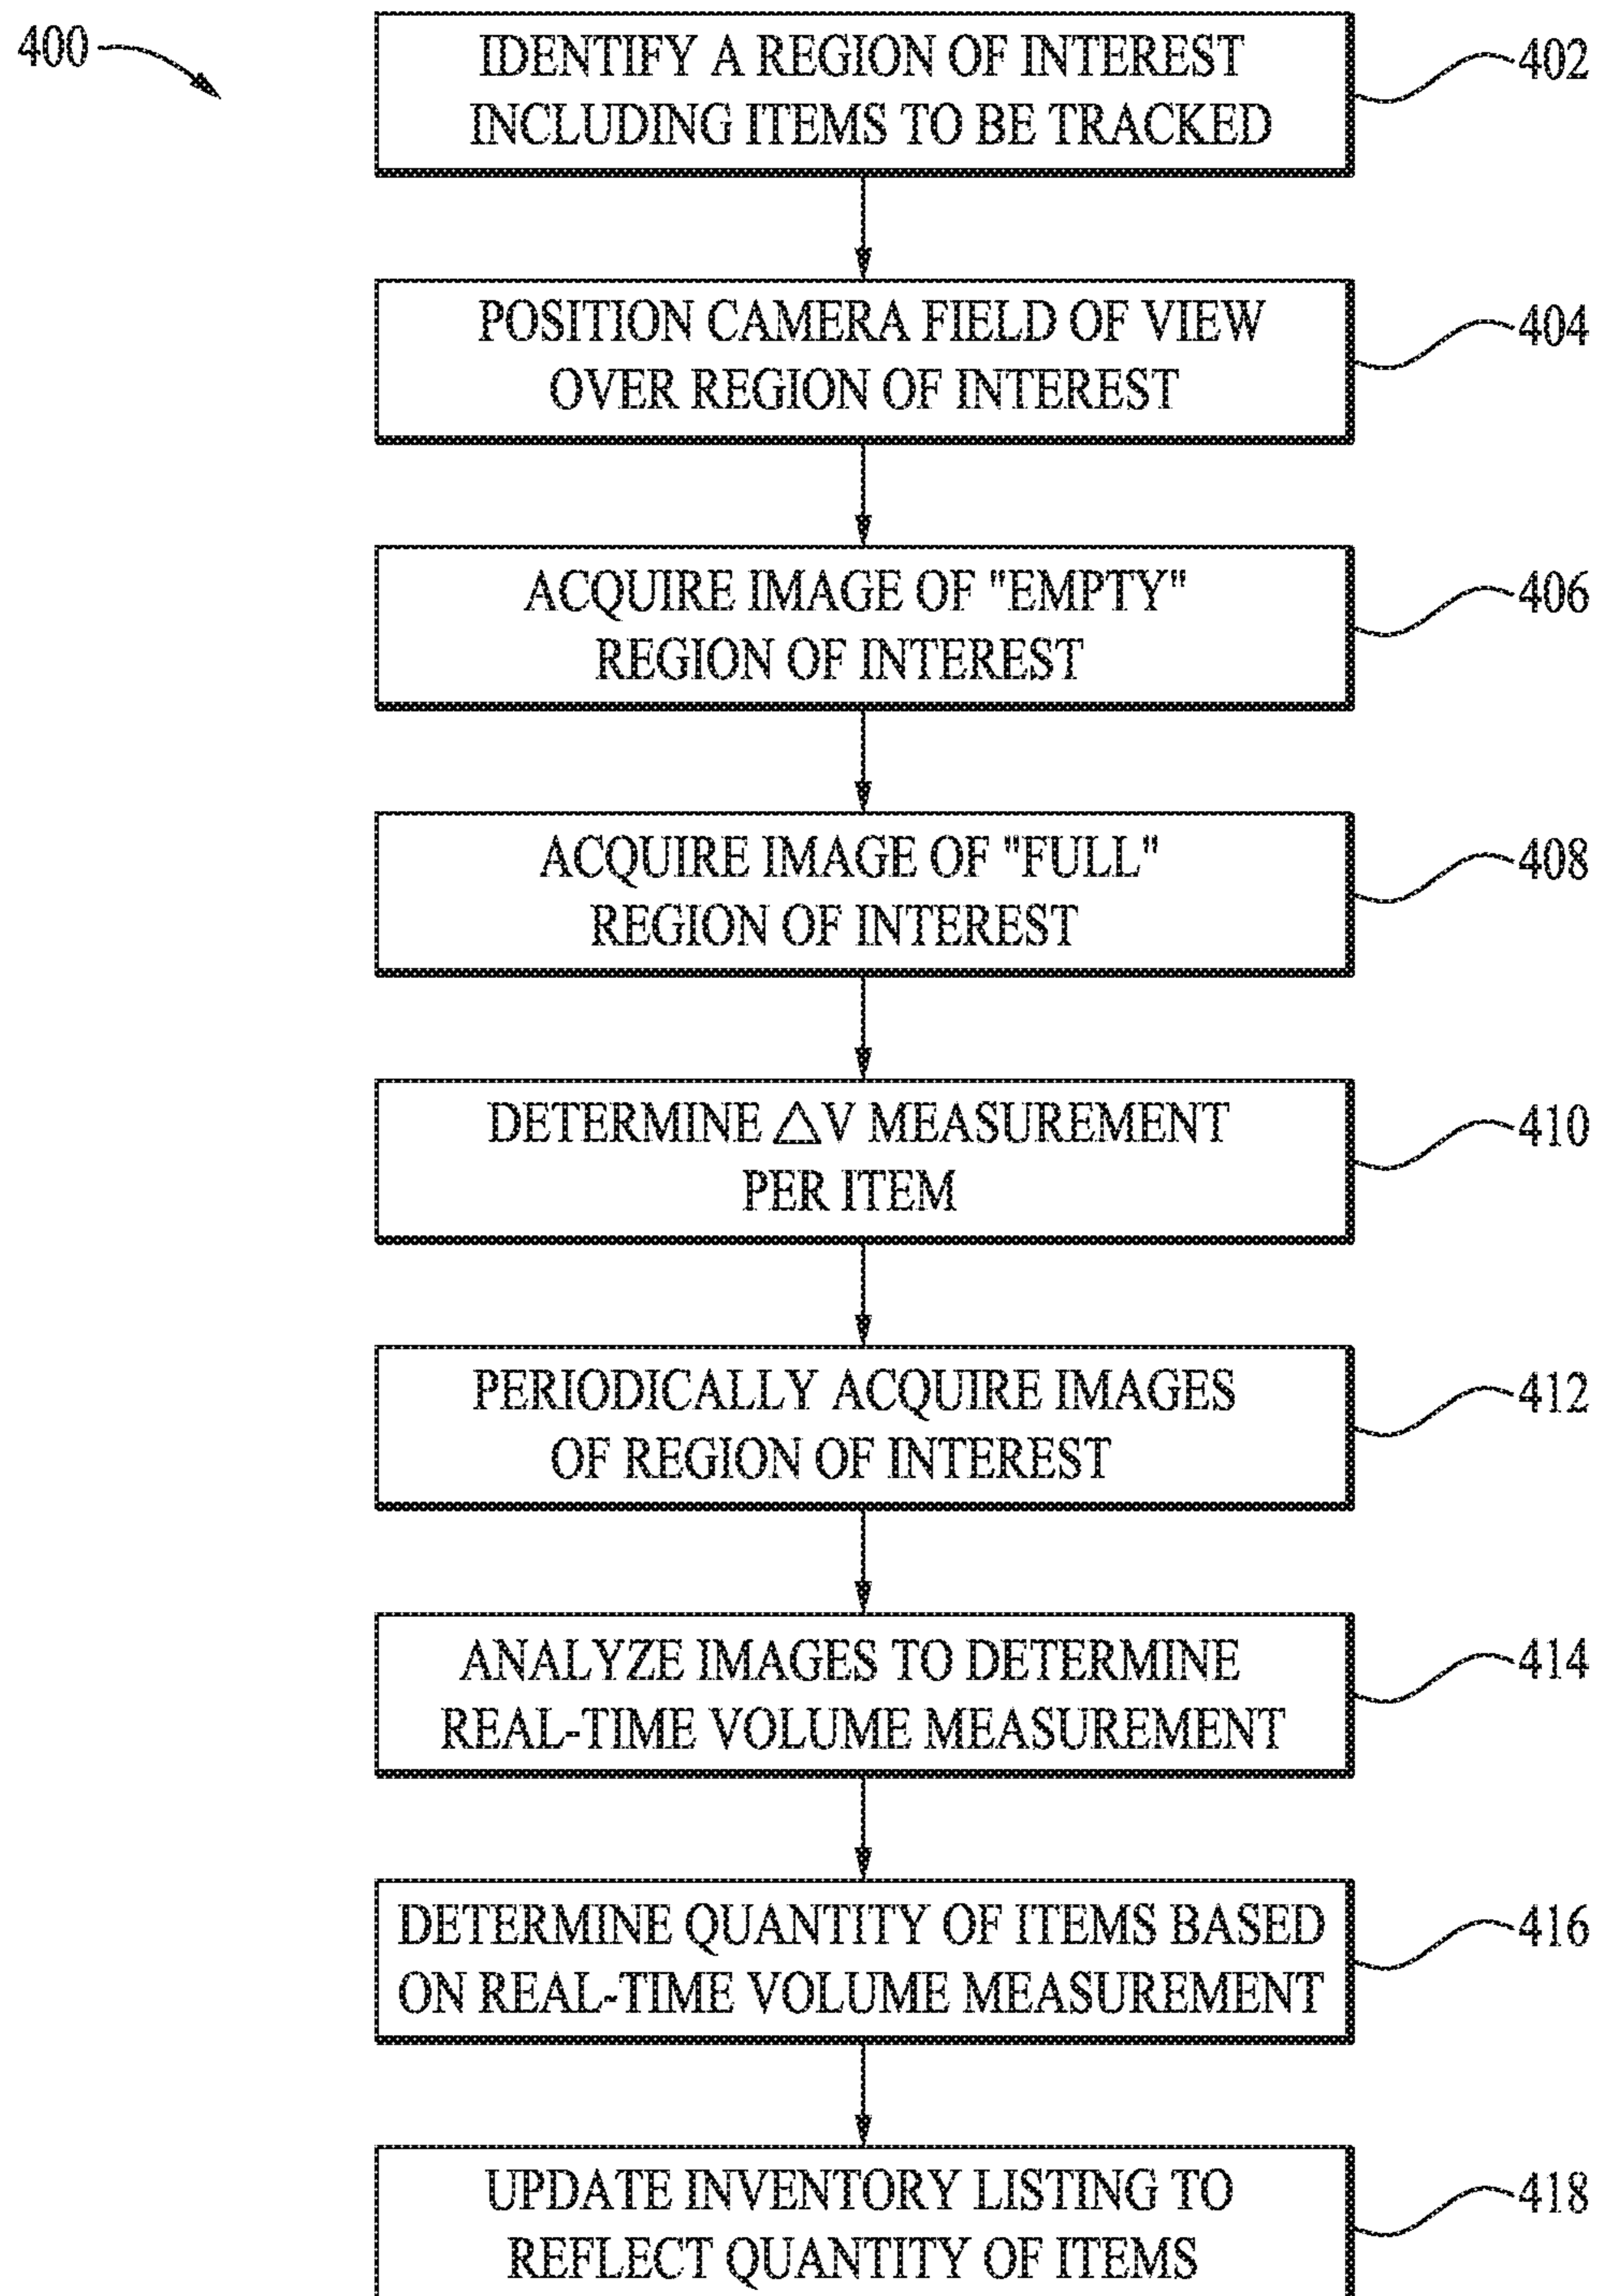 400
IDENTIFY A REGION OF INTEREST
INCLUDING ITEMS TO BE TRACKED
402
POSITION CAMERA FIELD OF VIEW
OVER REGION OF INTEREST
404
ACQUIRE IMAGE OF "EMPTY"
REGION OF INTEREST
406
ACQUIRE IMAGE OF "FULL"
REGION OF INTEREST
408
DETERMINE △V MEASUREMENT
PER ITEM
410
PERIODICALLY ACQUIRE IMAGES
OF REGION OF INTEREST
412
ANALYZE IMAGES TO DETERMINE
REAL-TIME VOLUME MEASUREMENT
414
DETERMINE QUANTITY OF ITEMS BASED
ON REAL-TIME VOLUME MEASUREMENT
416
UPDATE INVENTORY LISTING TO
REFLECT QUANTITY OF ITEMS
418